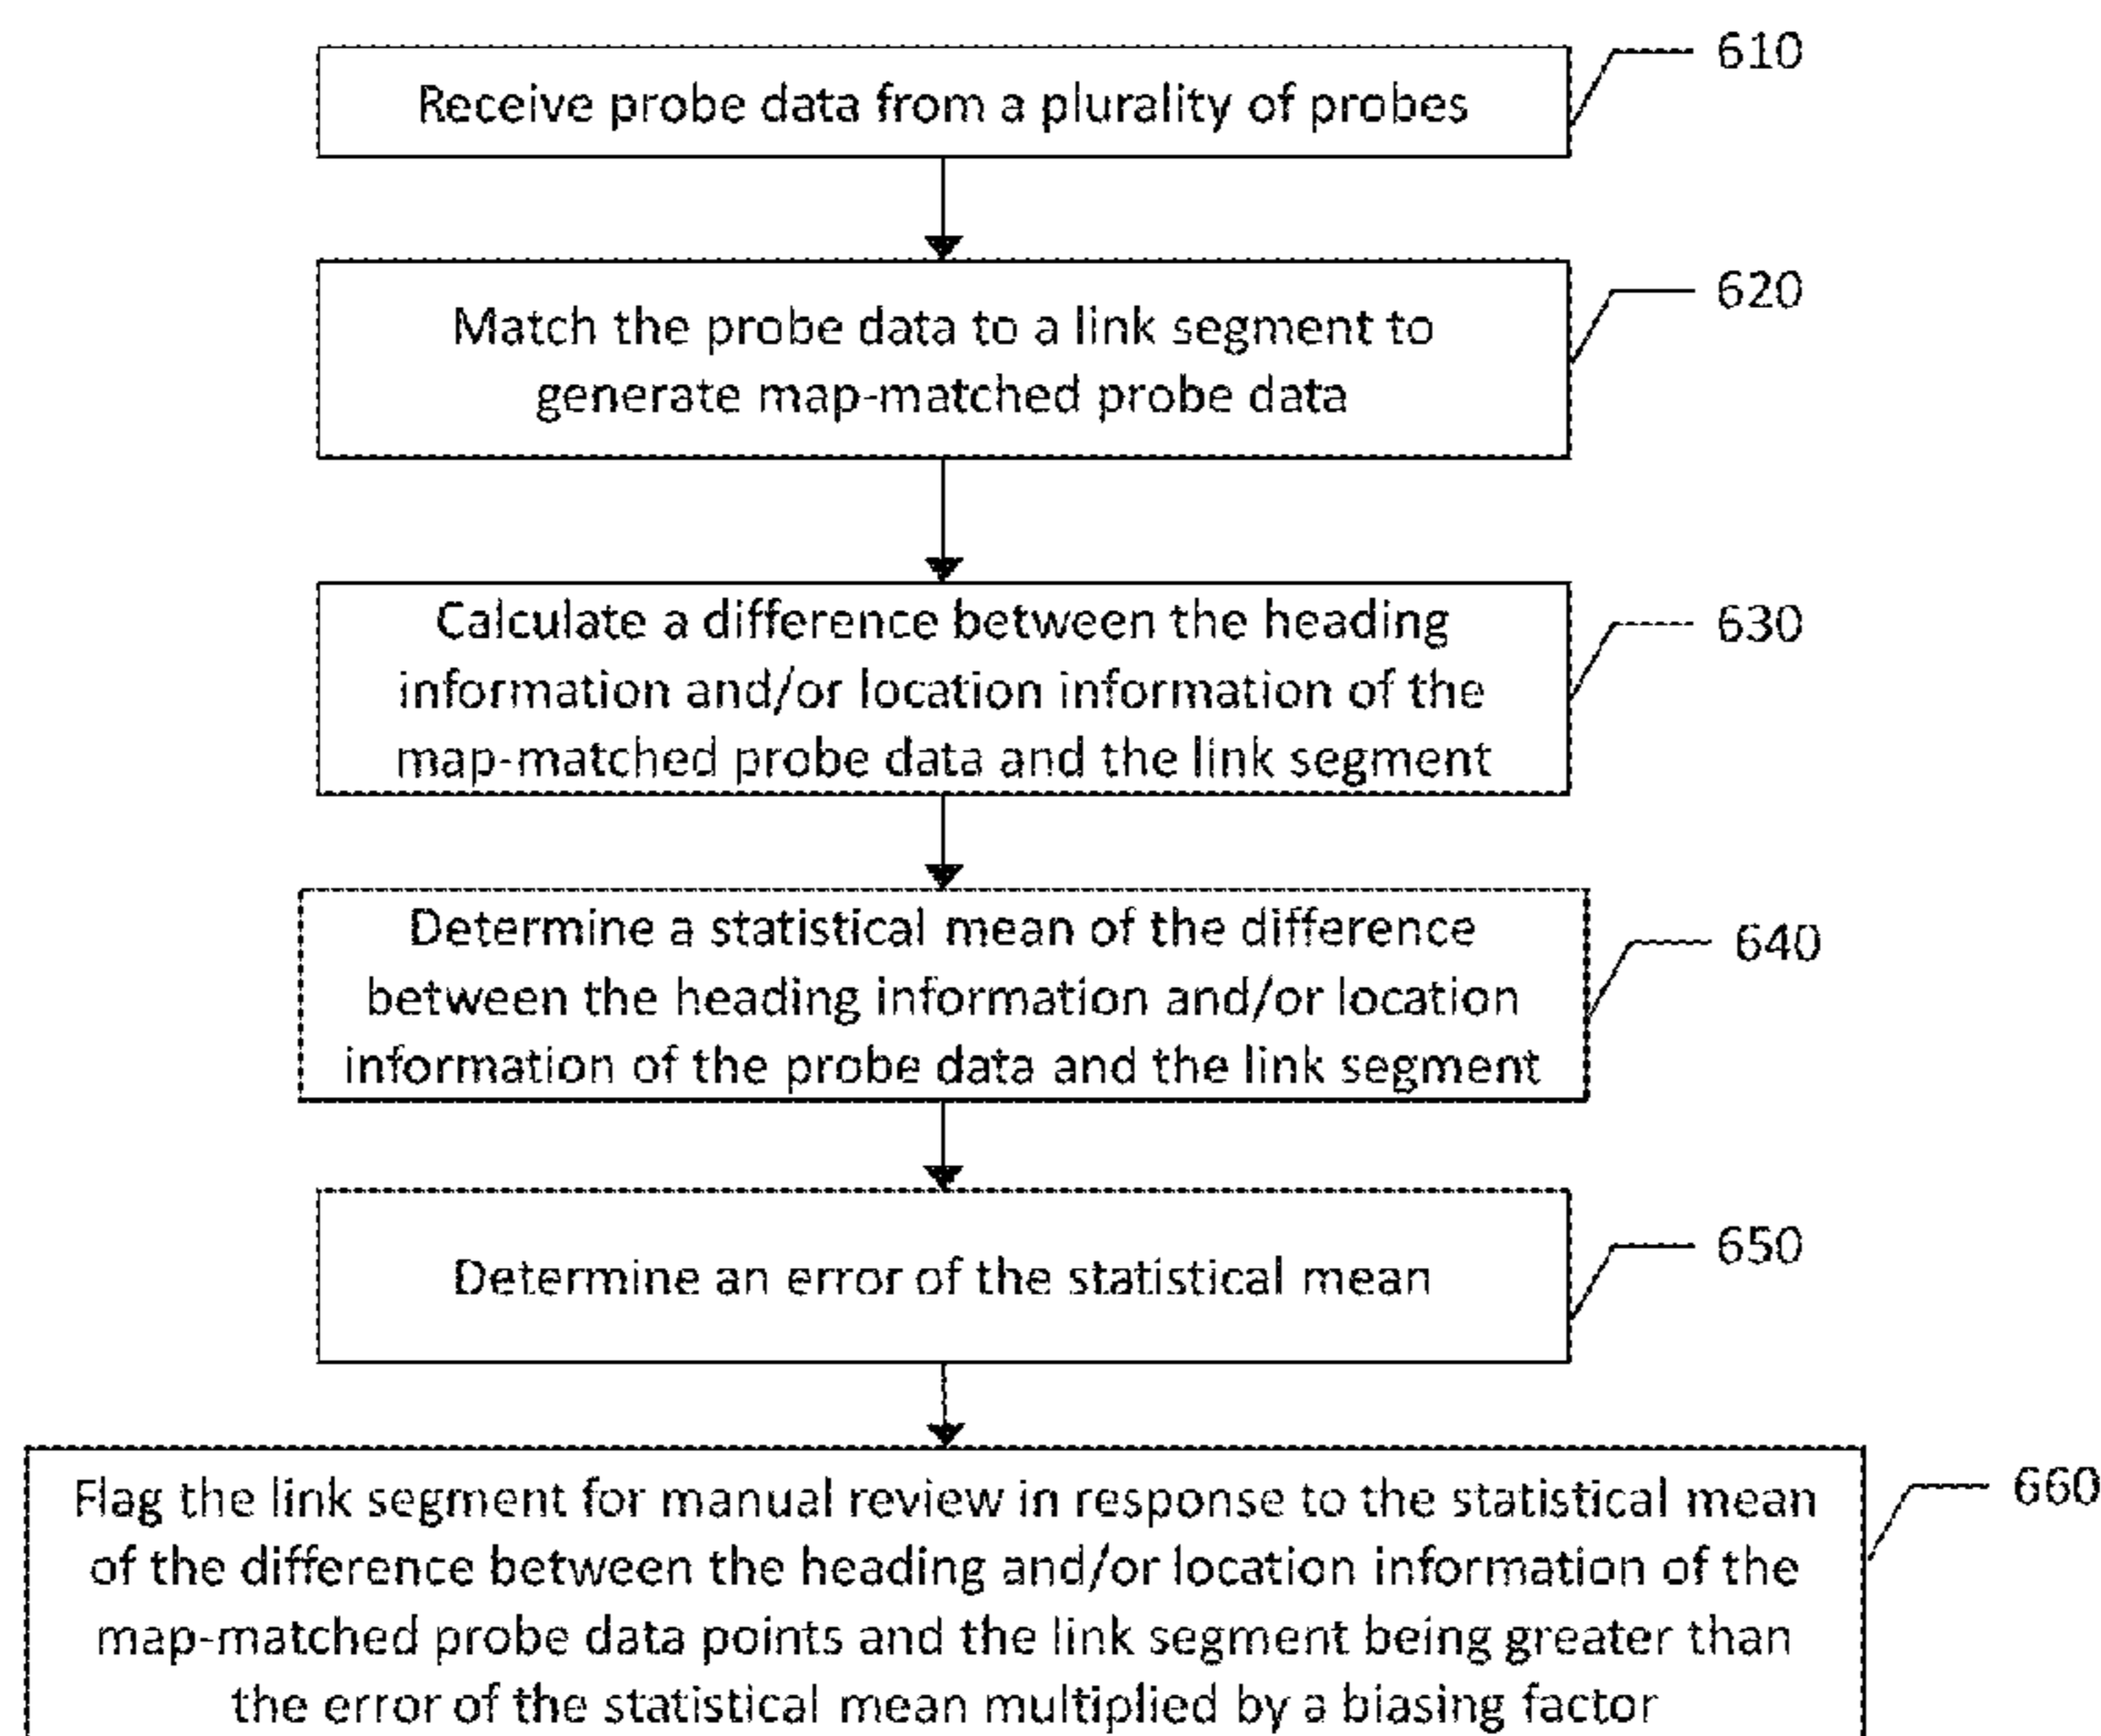 Receive probe data from a plurality of probes
610
Match the probe data to a link segment to
generate map-matched probe data
620
Calculate a difference between the heading
information and/or location information of the
map-matched probe data and the link segment
630
Determine a statistical mean of the difference
between the heading information and/or location
information of the probe data and the link segment
640
Determine an error of the statistical mean
650
Flag the link segment for manual review in response to the statistical mean
of the difference between the heading and/or location information of the
map-matched probe data points and the link segment being greater than
the error of the statistical mean multiplied by a biasing factor
660